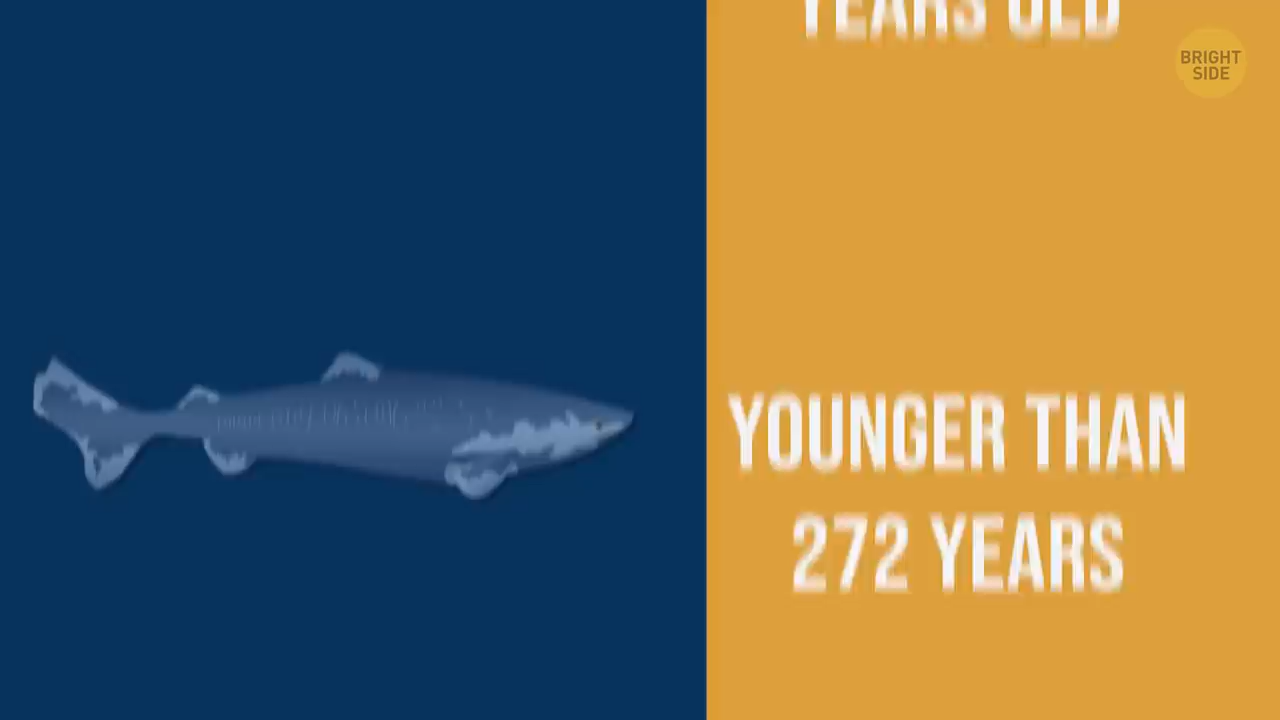 YEARS OLD
BRIGHT
SIDE
YOUNGER THAN
272 YEARS